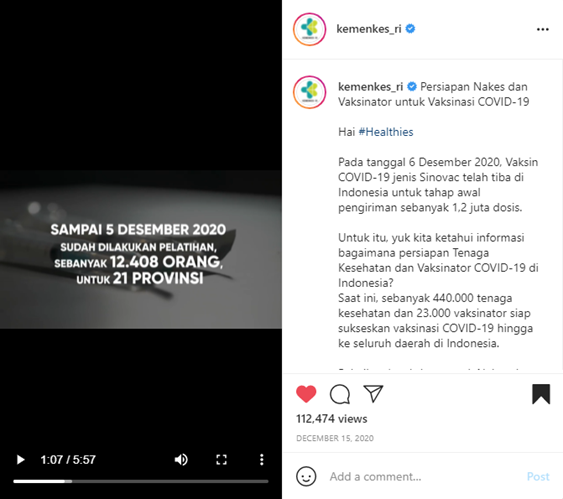 SAMPAI 5 DESEMBER 2020
SUDAH DILAKUKAN PELATIHAN,
SEBANYAK 12.408 ORANG,
UNTUK 21 PROVINSI
1:07 / 5:57
kemenkes_ri
kemenkes_ri Persiapan Nakes dan
Vaksinator untuk Vaksinasi COVID-19
Hai #Healthies
Pada tanggal 6 Desember 2020, Vaksin
COVID-19 jenis Sinovac telah tiba di
Indonesia untuk tahap awal
pengiriman sebanyak 1,2 juta dosis.
Untuk itu, yuk kita ketahui informasi
bagaimana persiapan Tenaga
Kesehatan dan Vaksinator COVID-19 di
Indonesia?
Saat ini, sebanyak 440.000 tenaga
kesehatan dan 23.000 vaksinator siap
sukseskan vaksinasi COVID-19 hingga
ke seluruh daerah di Indonesia.
112,474 views
DECEMBER 15, 2020
Add a comment...
Post